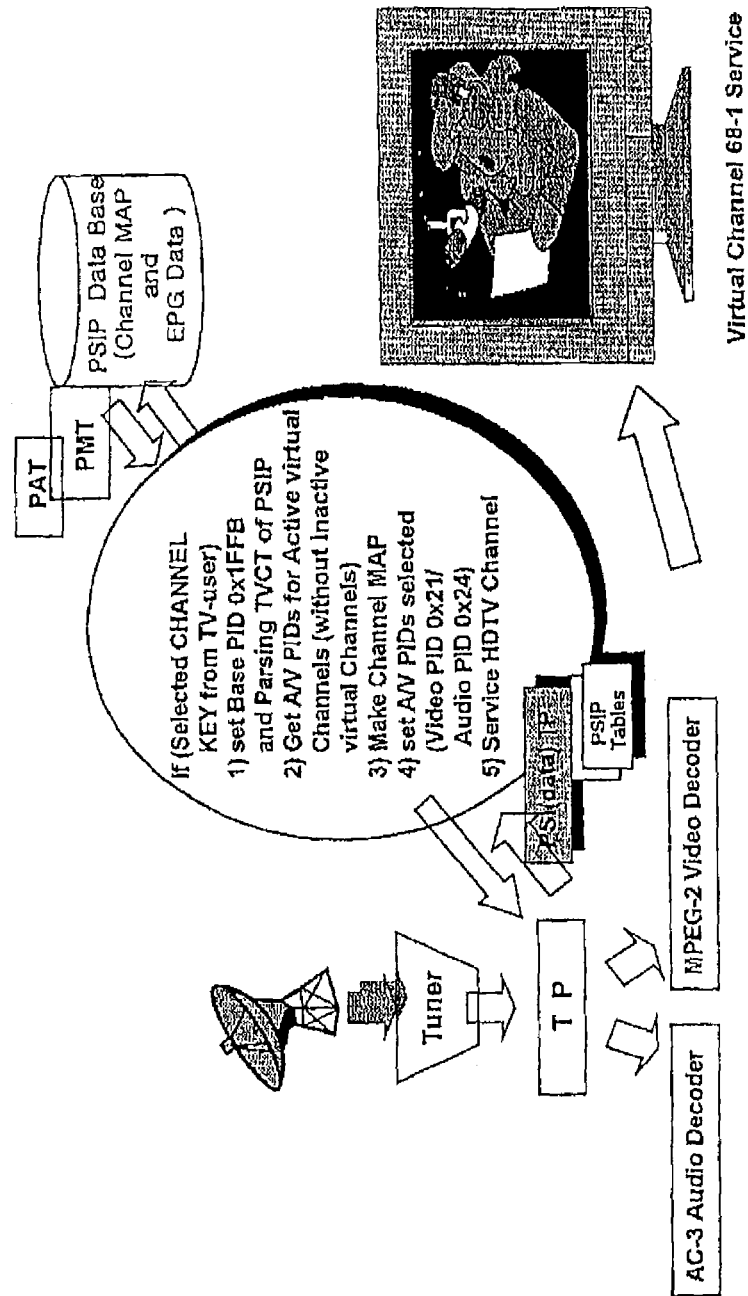 PAT
PMT
PSIP Data Base
(Channel MAP
and
EPG Data )
If (Selected CHANNEL
KEY from TV-user)
1) set Base PID 0x1FFB
and Parsing TVCT of PSIP
2) Get A/V PIDs for Active virtual
Channels (without Inactive
virtual Channels)
3) Make Channel MAP
4) set A/V PIDs selected
(Video PID 0x21/
Audio PID 0x24)
5) Service HDTV Channel
Tuner
T P
PSI(data)
PSIP
Tables
AC-3 Audio Decoder
MPEG-2 Video Decoder
Virtual Channel 68-1 Service